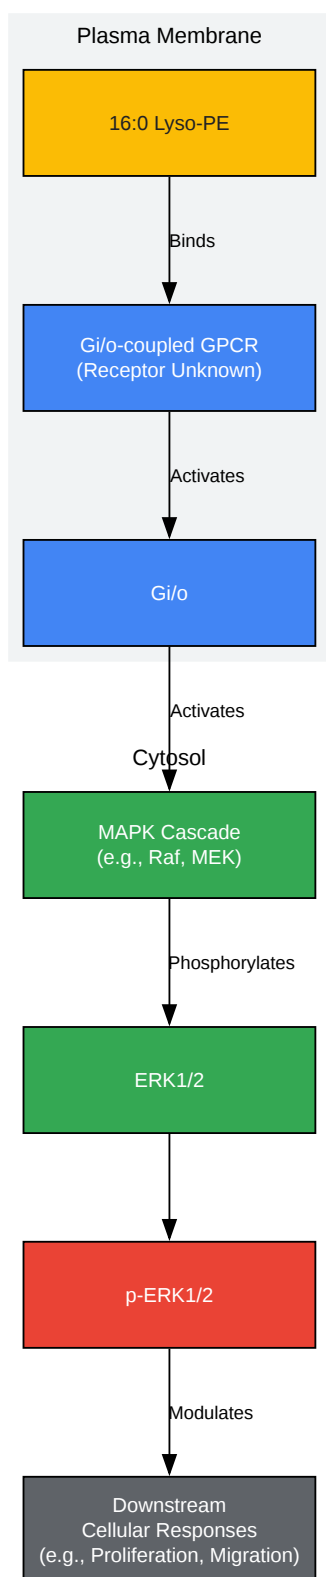 Plasma Membrane
16:0 Lyso-PE
Binds
Gi/o-coupled GPCR
(Receptor Unknown)
Activates
Gi/o
Activates
Cytosol
MAPK Cascade
(e.g., Raf, MEK)
Phosphorylates
ERK1/2
p-ERK1/2
Modulates
Downstream
Cellular Responses
(e.g., Proliferation, Migration)